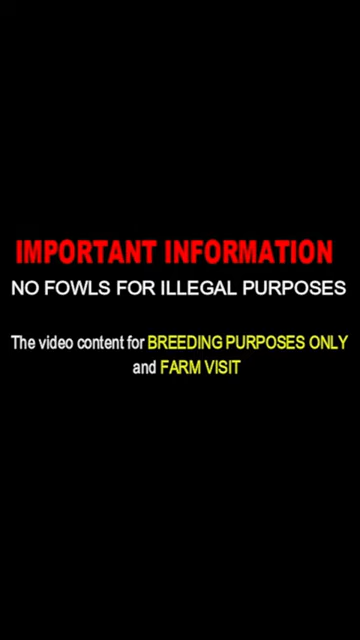 IMPORTANT INFORMATION
NO FOWLS FOR ILLEGAL PURPOSES
The video content for BREEDING PURPOSES ONLY
and FARM VISIT